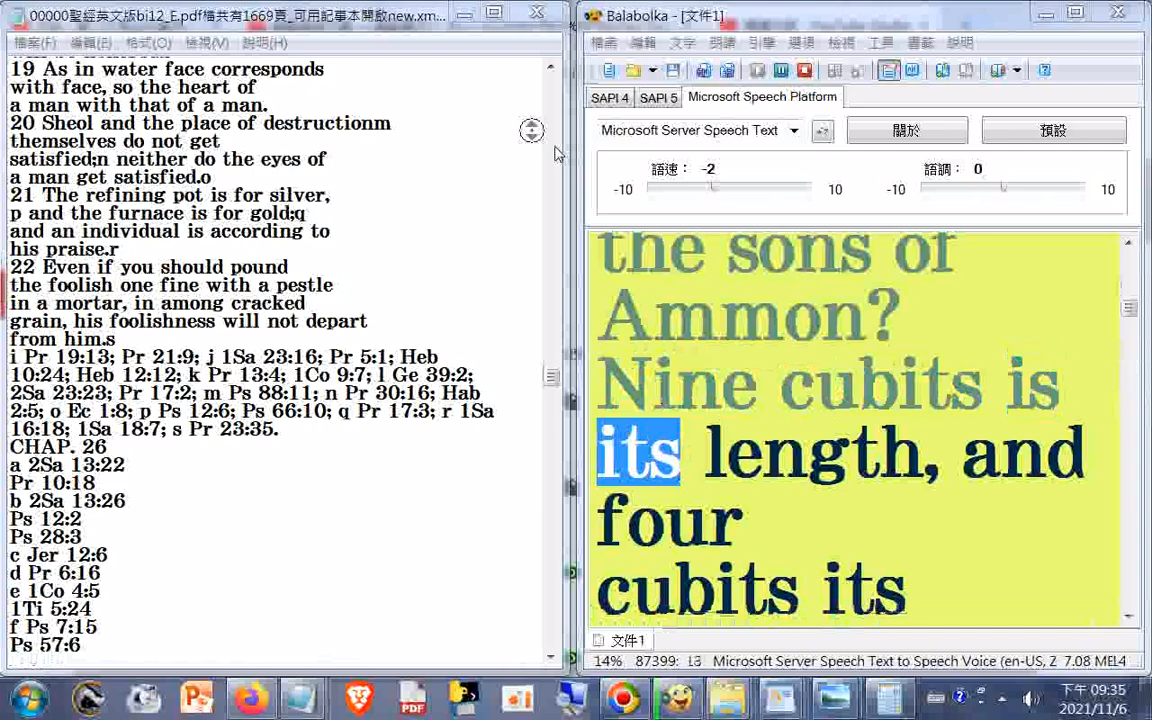 00000聖經英文版bi12_E.pdf檔共有1669頁_可用記事本開啟new.xm...
檔案(F) 編輯(E) 格式(O) 檢視(V) 說明(H)
19 As in water face corresponds
with face, so the heart of
a man with that of a man.
20 Sheol and the place of destructionm
themselves do not get
satisfied;n neither do the eyes of
a man get satisfied.o
21 The refining pot is for silver,
p and the furnace is for gold;q
and an individual is according to
his praise.r
22 Even if you should pound
the foolish one fine with a pestle
in a mortar, in among cracked
grain, his foolishness will not depart
from him.s
i Pr 19:13; Pr 21:9; j 1Sa 23:16; Pr 5:1; Heb
10:24; Heb 12:12; k Pr 13:4; 1Co 9:7; l Ge 39:2;
2Sa 23:23; Pr 17:2; m Ps 88:11; n Pr 30:16; Hab
2:5; o Ec 1:8; p Ps 12:6; Ps 66:10; q Pr 17:3; r 1Sa
16:18; 1Sa 18:7; s Pr 23:35.
CHAP. 26
a 2Sa 13:22
Pr 10:18
b 2Sa 13:26
Ps 12:2
Ps 28:3
c Jer 12:6
d Pr 6:16
e 1Co 4:5
1Ti 5:24
f Ps 7:15
Ps 57:6
Balabolka - [文件1]
檔案 編輯 文字 朗讀 引擎 選項 檢視 工具 書籤 說明
SAPI 4 SAPI 5 Microsoft Speech Platform
Microsoft Server Speech Text 關於 預設
語速: -2 語調: 0
-10 10 -10 10
the sons of
Ammon?
Nine cubits is
its length, and
four
cubits its
文件1
14% 87399: 13 Microsoft Server Speech Text to Speech Voice (en-US, Z 7.08 MB
PDF
下午 09:35
2021/11/6